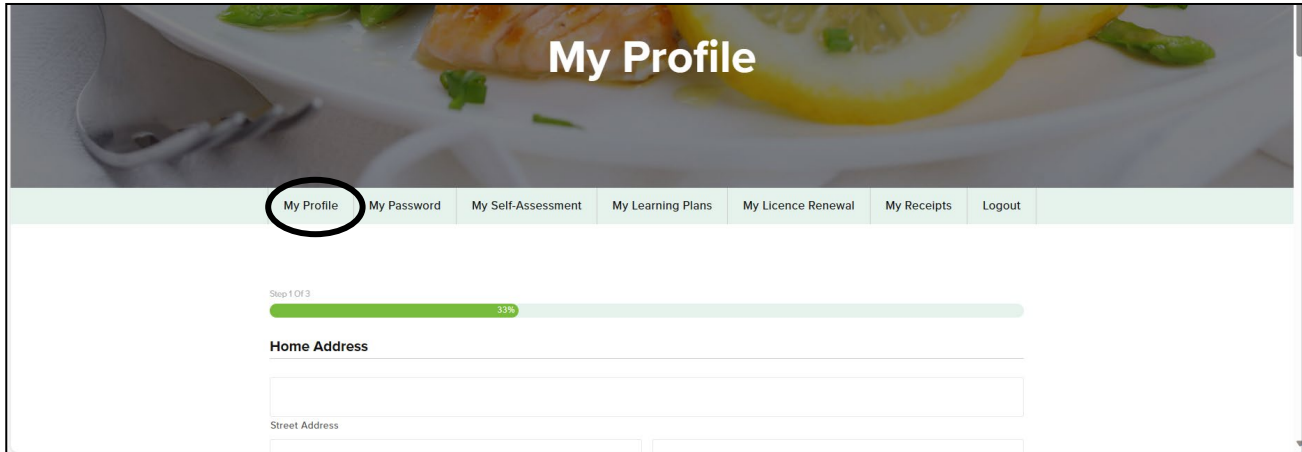 My Profile
My Profile My Password My Self-Assessment My Learning Plans My Licence Renewal My Receipts Logout
Step 1 Of 3
33%
Home Address
Street Address